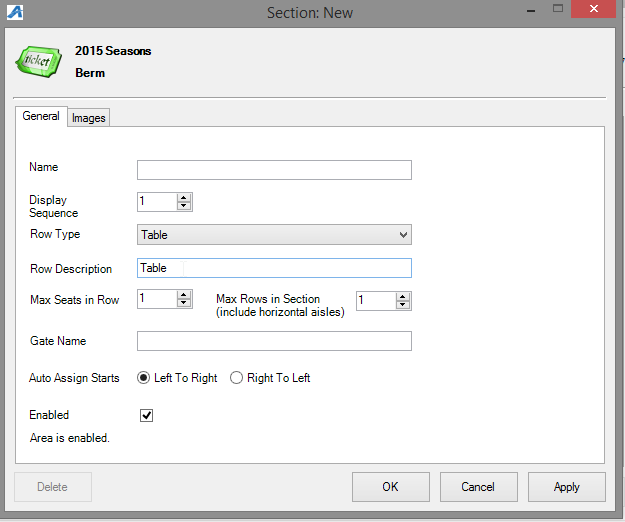 Section: New
ticket
2015 Seasons
Berm
General
Images
Name
Display
Sequence
1
Row Type
Table
Row Description
Table
Max Seats in Row
1
Max Rows in Section
(include horizontal aisles)
1
Gate Name
Auto Assign Starts
Left To Right
Right To Left
Enabled
Area is enabled.
Delete
OK
Cancel
Apply